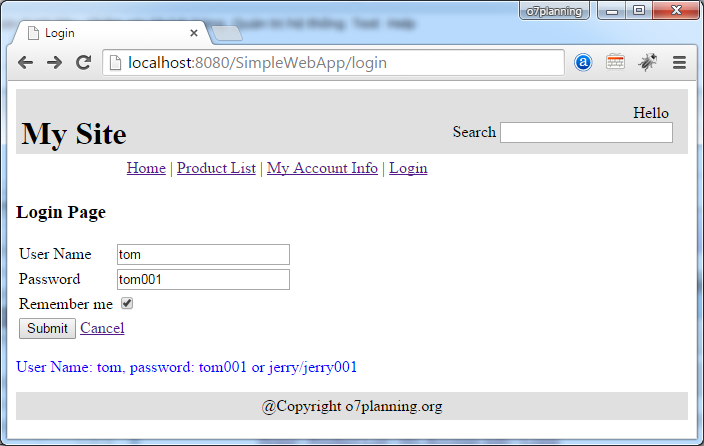 o7planning
Login
localhost:8080/SimpleWebApp/login
Hello
My Site
Search
Home | Product List | My Account Info | Login
Login Page
User Name tom
Password tom001
Remember me
Submit Cancel
User Name: tom, password: tom001 or jerry/jerry001
@Copyright o7planning.org